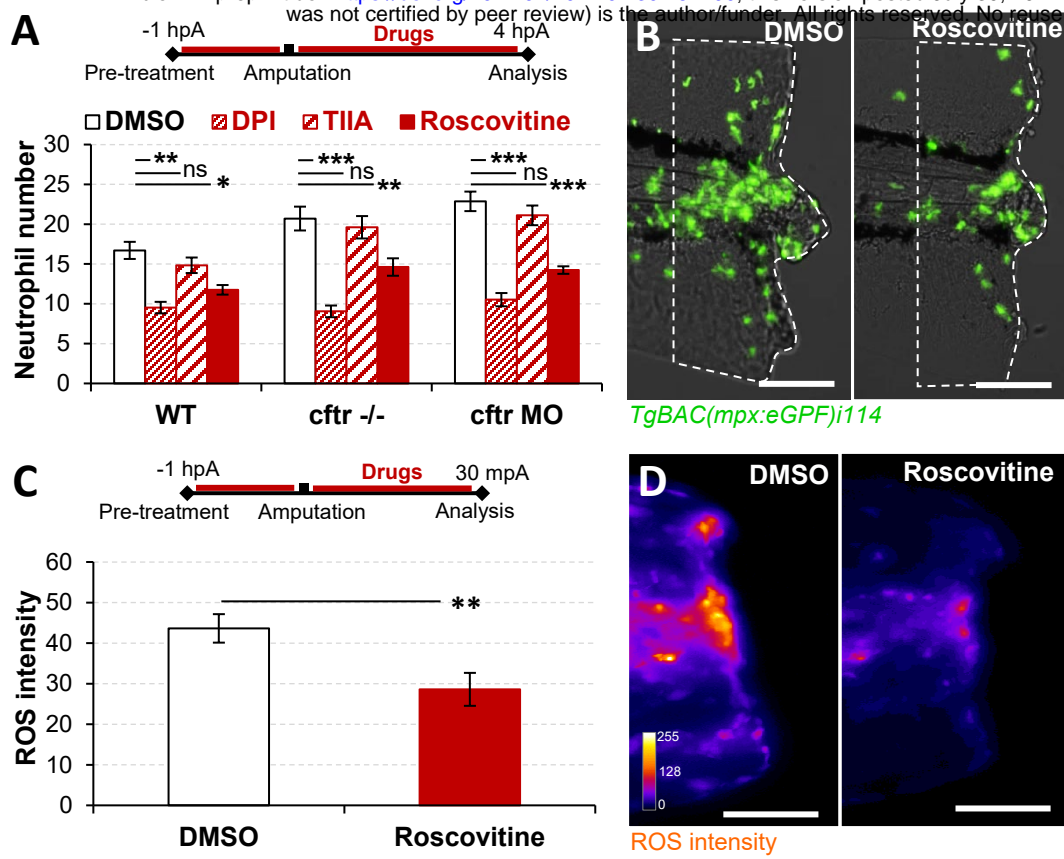 was not certified by peer review) is the author/funder. All rights reserved. No reuse
A
Drugs
-1 hpA
4 hpA
Pre-treatment
Amputation
Analysis
DMSO
DPI
TIIA
Roscovitine
Neutrophil number
30
25
20
15
10
5
0
** ns *
*** ns **
*** ns ***
WT
cftr -/-
cftr MO
B
DMSO
Roscovitine
TgBAC(mpx:eGPF)i114
C
-1 hpA
Drugs
30 mpA
Pre-treatment
Amputation
Analysis
ROS intensity
60
50
40
30
20
10
0
**
DMSO
Roscovitine
D
DMSO
Roscovitine
255
128
0
ROS intensity